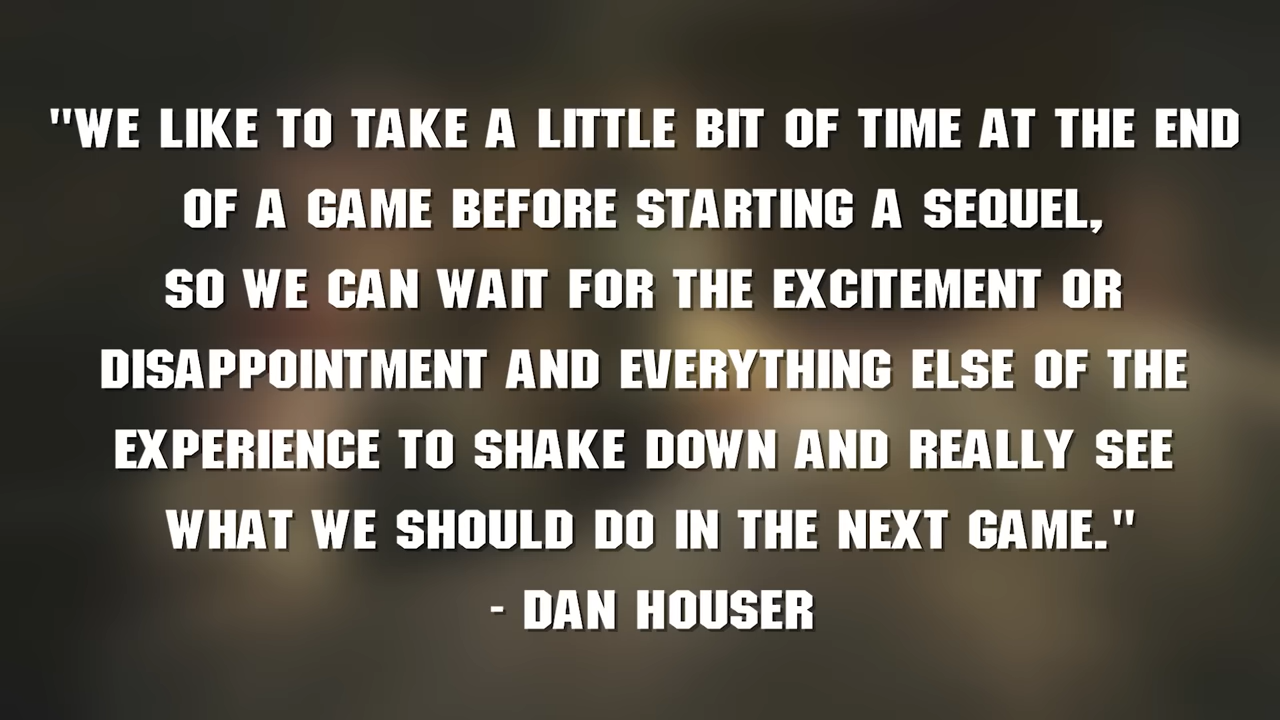 "WE LIKE TO TAKE A LITTLE BIT OF TIME AT THE END
OF A GAME BEFORE STARTING A SEQUEL,
SO WE CAN WAIT FOR THE EXCITEMENT OR
DISAPPOINTMENT AND EVERYTHING ELSE OF THE
EXPERIENCE TO SHAKE DOWN AND REALLY SEE
WHAT WE SHOULD DO IN THE NEXT GAME."
- DAN HOUSER